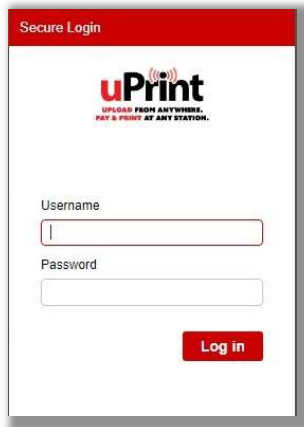 Secure Login
uPrint
UPLOAD FROM ANYWHERE.
PAY & PRINT AT ANY STATION.
Username
Password
Log in